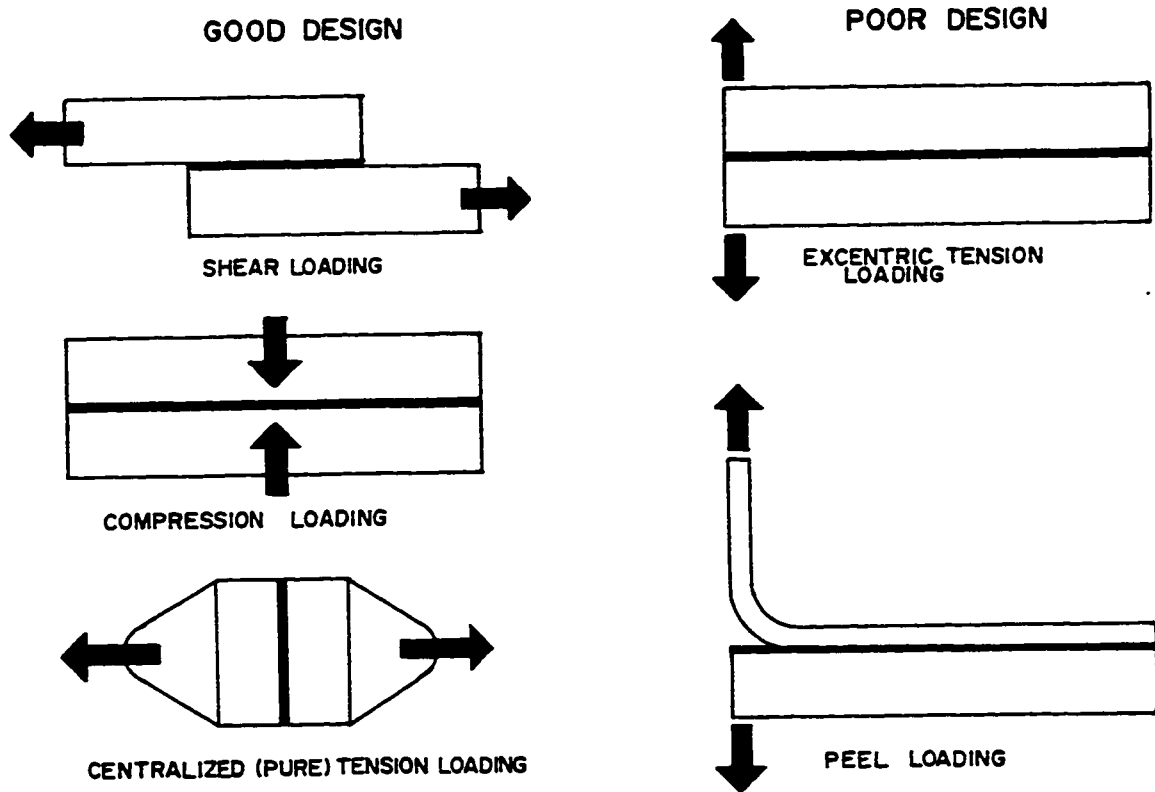 GOOD DESIGN
SHEAR LOADING
COMPRESSION LOADING
CENTRALIZED (PURE) TENSION LOADING
POOR DESIGN
EXCENTRIC TENSION
LOADING
PEEL LOADING